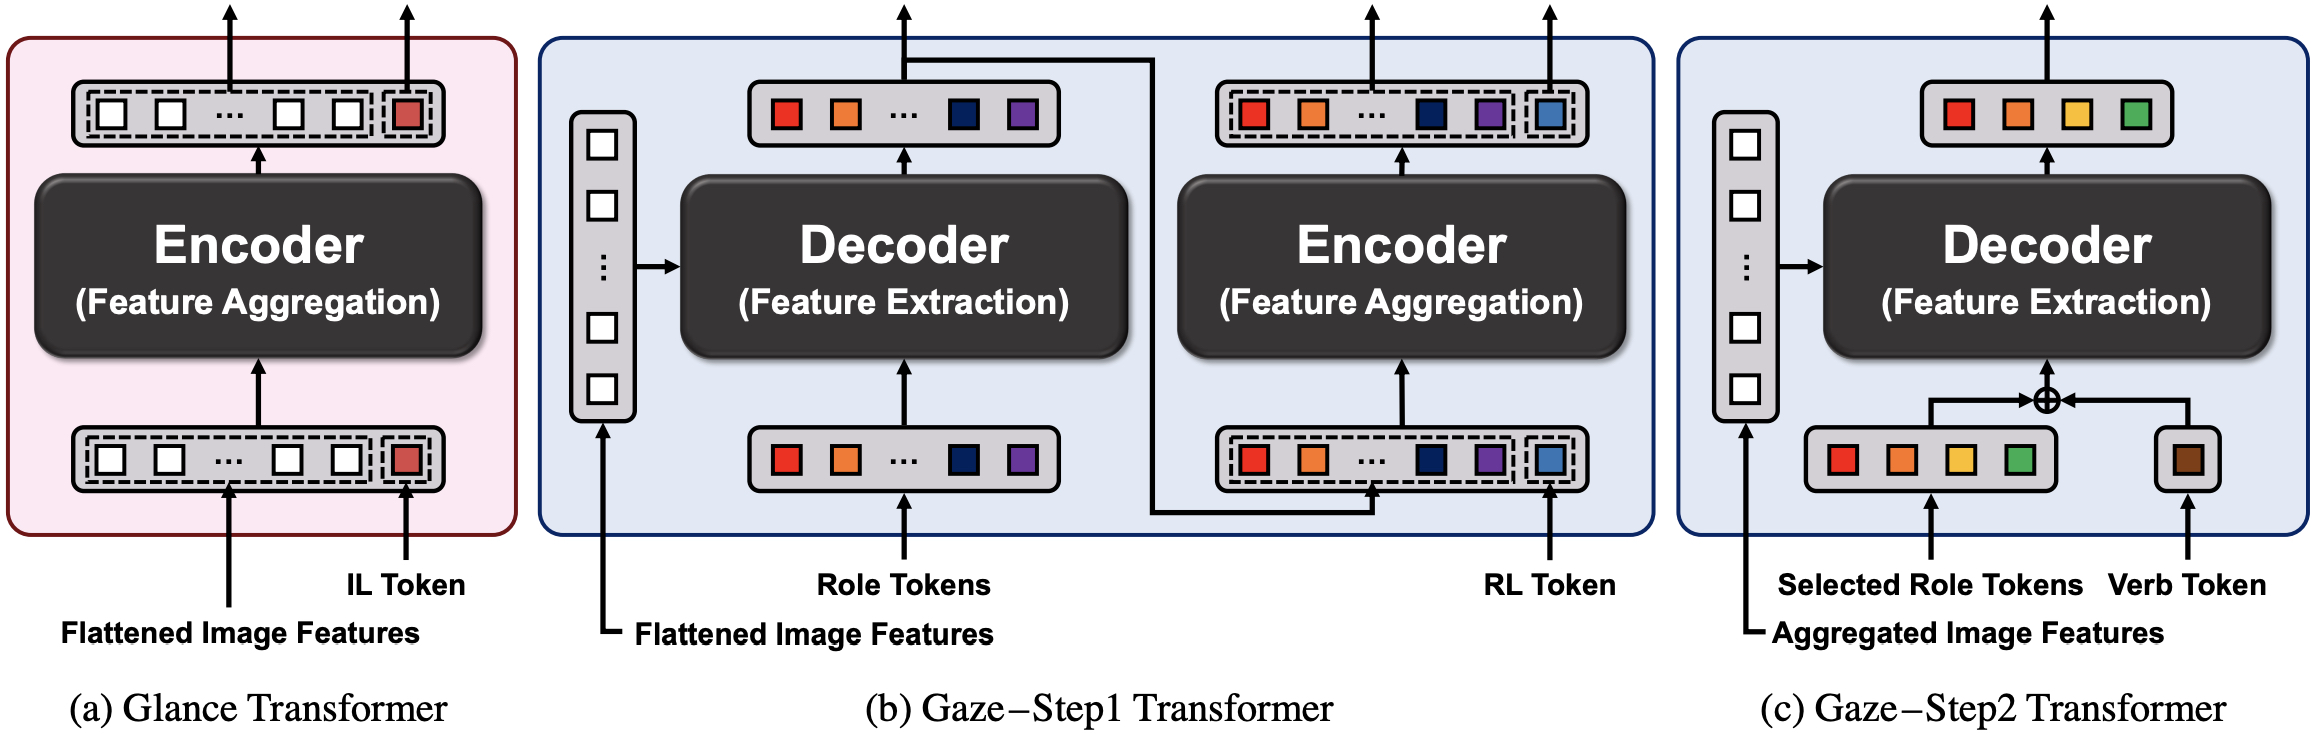 Encoder
(Feature Aggregation)
IL Token
Flattened Image Features
(a) Glance Transformer
Decoder
(Feature Extraction)
Encoder
(Feature Aggregation)
Role Tokens
RL Token
Flattened Image Features
(b) Gaze–Step1 Transformer
Decoder
(Feature Extraction)
Selected Role Tokens
Verb Token
Aggregated Image Features
(c) Gaze–Step2 Transformer